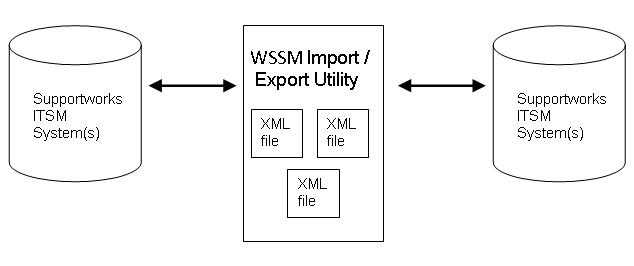 Supportworks
ITSM
System(s)
WSSM Import /
Export Utility
XML
file
XML
file
XML
file
Supportworks
ITSM
System(s)